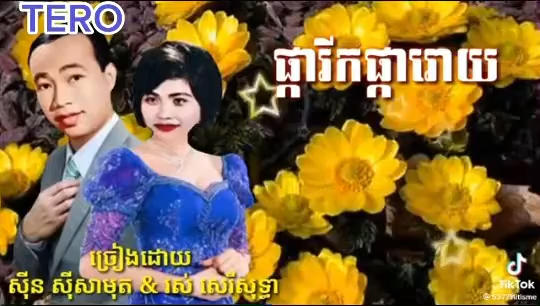 TERO
ផ្ការីកផ្ការោយ
ច្រៀងដោយ
ស៊ីន ស៊ីសាមុត & រស់ សេរីសុទ្ធា
TikTok